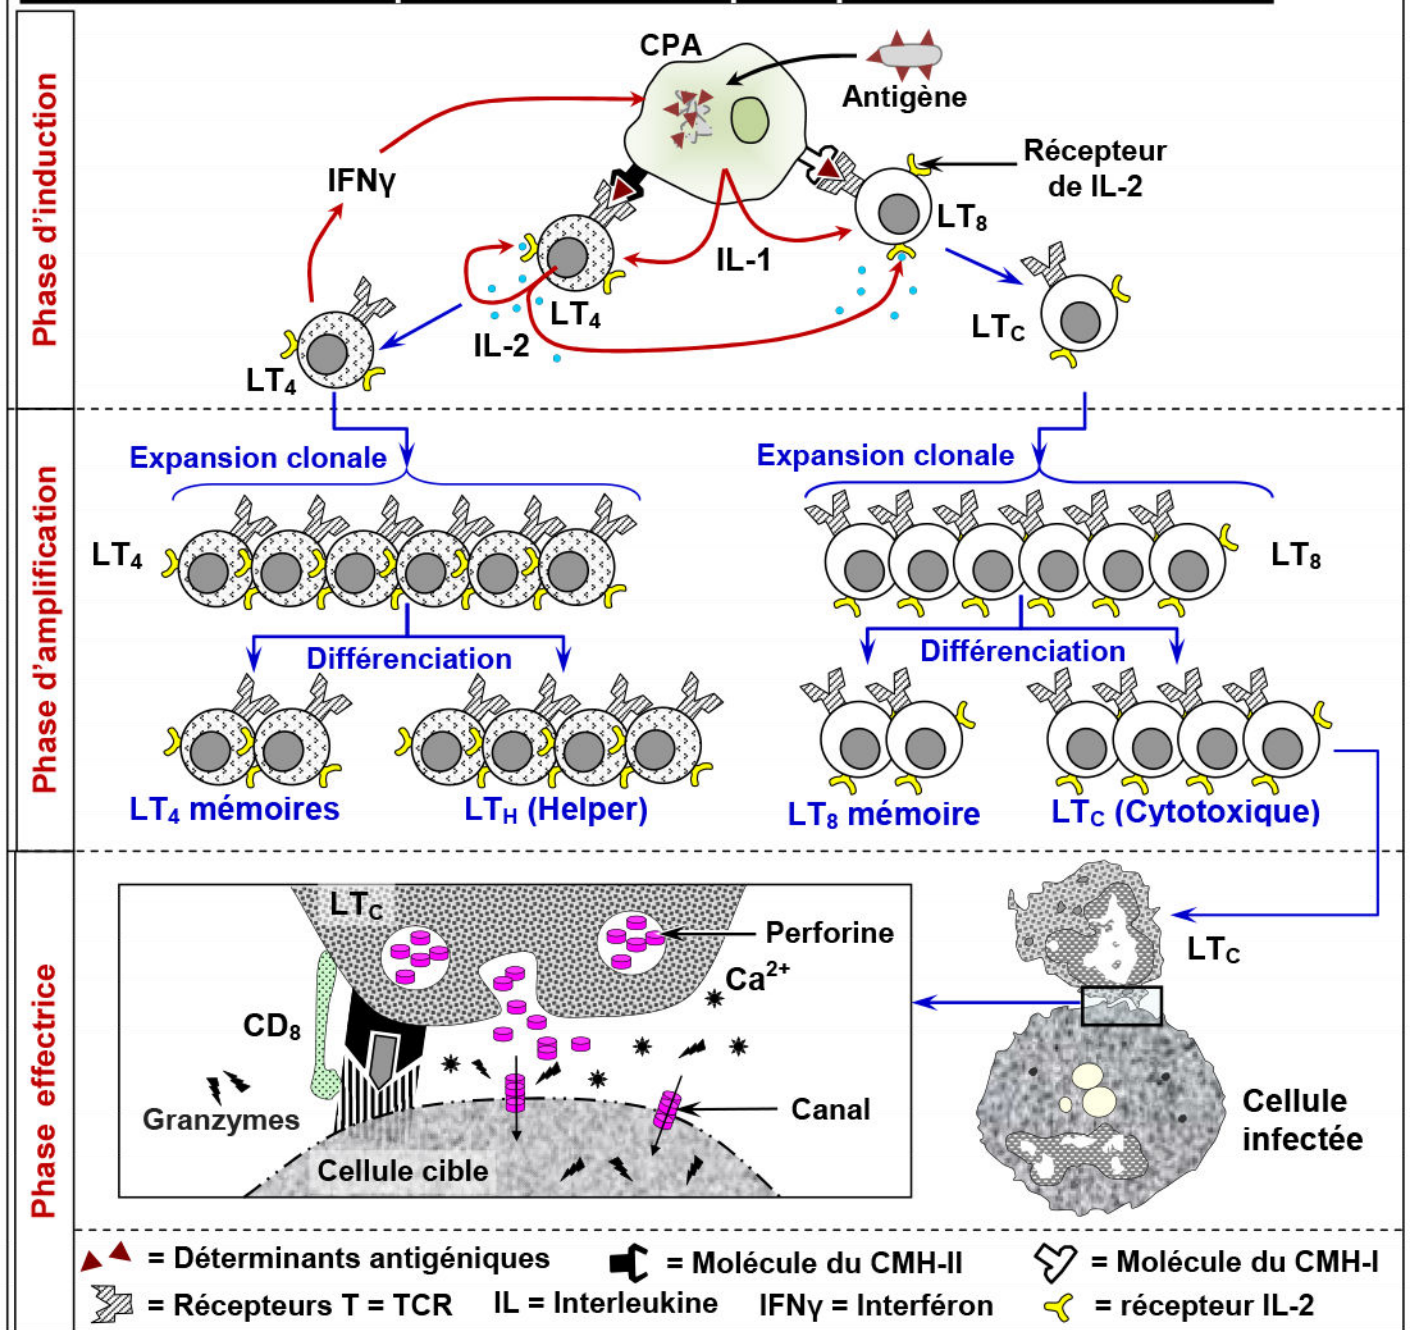 Phase d'induction
CPA
Antigène
IFNγ
Récepteur
de IL-2
LT8
IL-1
LT4
IL-2
LTC
LT4
Phase d'amplification
Expansion clonale
Expansion clonale
LT4
LT8
Différenciation
Différenciation
LT4 mémoires
LTH (Helper)
LT8 mémoire
LTC (Cytotoxique)
Phase effectrice
LTC
Perforine
Ca2+
CD8
Granzymes
Canal
Cellule cible
LTC
Cellule
infectée
= Déterminants antigéniques
= Molécule du CMH-II
= Molécule du CMH-I
= Récepteurs T = TCR
IL = Interleukine
IFNγ = Interféron
= récepteur IL-2